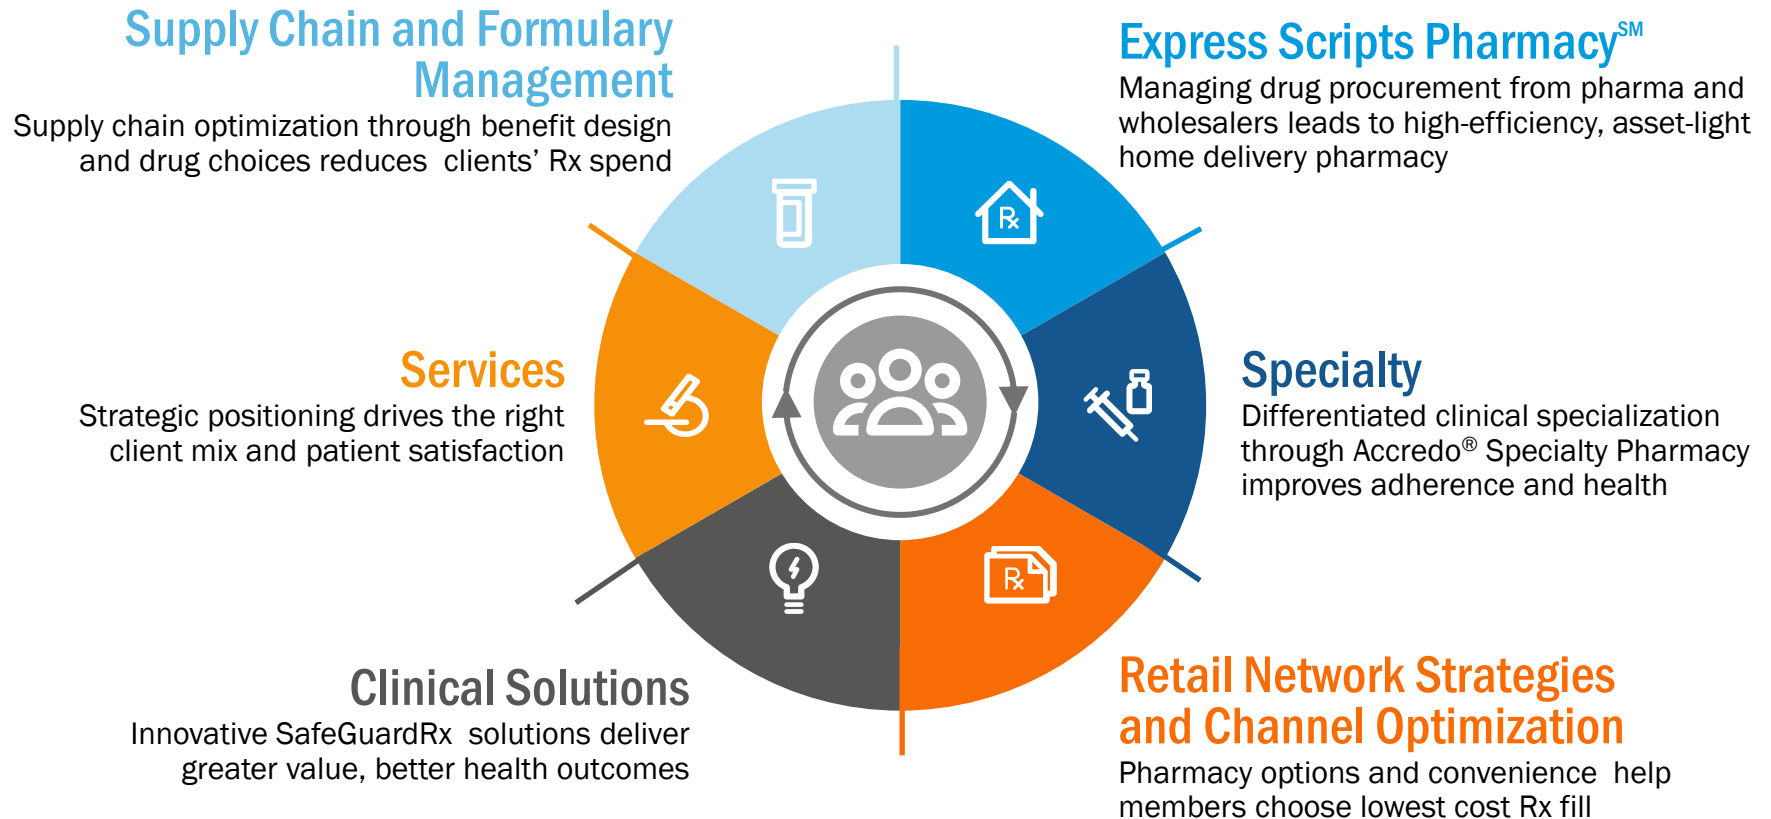 Supply Chain and Formulary
Management
Supply chain optimization through benefit design
and drug choices reduces clients’ Rx spend
Express Scripts Pharmacy℠
Managing drug procurement from pharma and
wholesalers leads to high-efficiency, asset-light
home delivery pharmacy
Rx
Services
Strategic positioning drives the right
client mix and patient satisfaction
Specialty
Differentiated clinical specialization
through Accredo® Specialty Pharmacy
improves adherence and health
Rx
Clinical Solutions
Innovative SafeGuardRx solutions deliver
greater value, better health outcomes
Retail Network Strategies
and Channel Optimization
Pharmacy options and convenience help
members choose lowest cost Rx fill